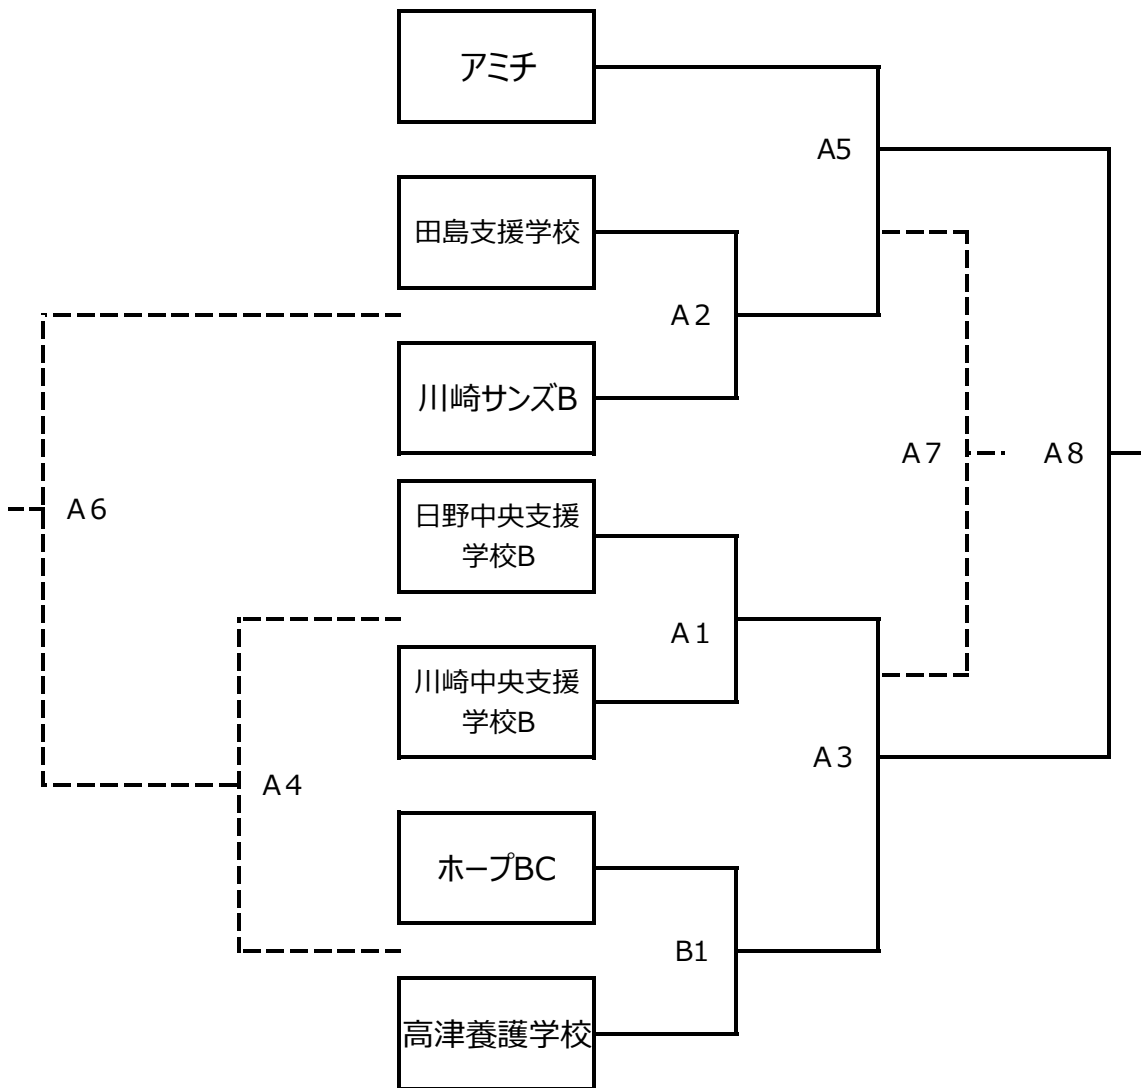 アミチ
A5
田島支援学校
A２
川崎サンズB
A７
A８
A６
日野中央支援
学校B
A１
川崎中央支援
学校B
A３
A４
ホープBC
B1
高津養護学校